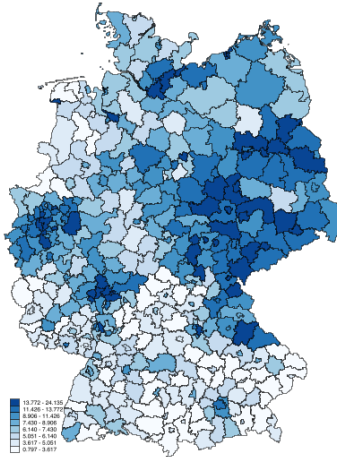 13.772 - 24.135
11.426 - 13.772
8.906 - 11.426
7.430 - 8.906
6.140 - 7.430
5.051 - 6.140
3.617 - 5.051
0.797 - 3.617